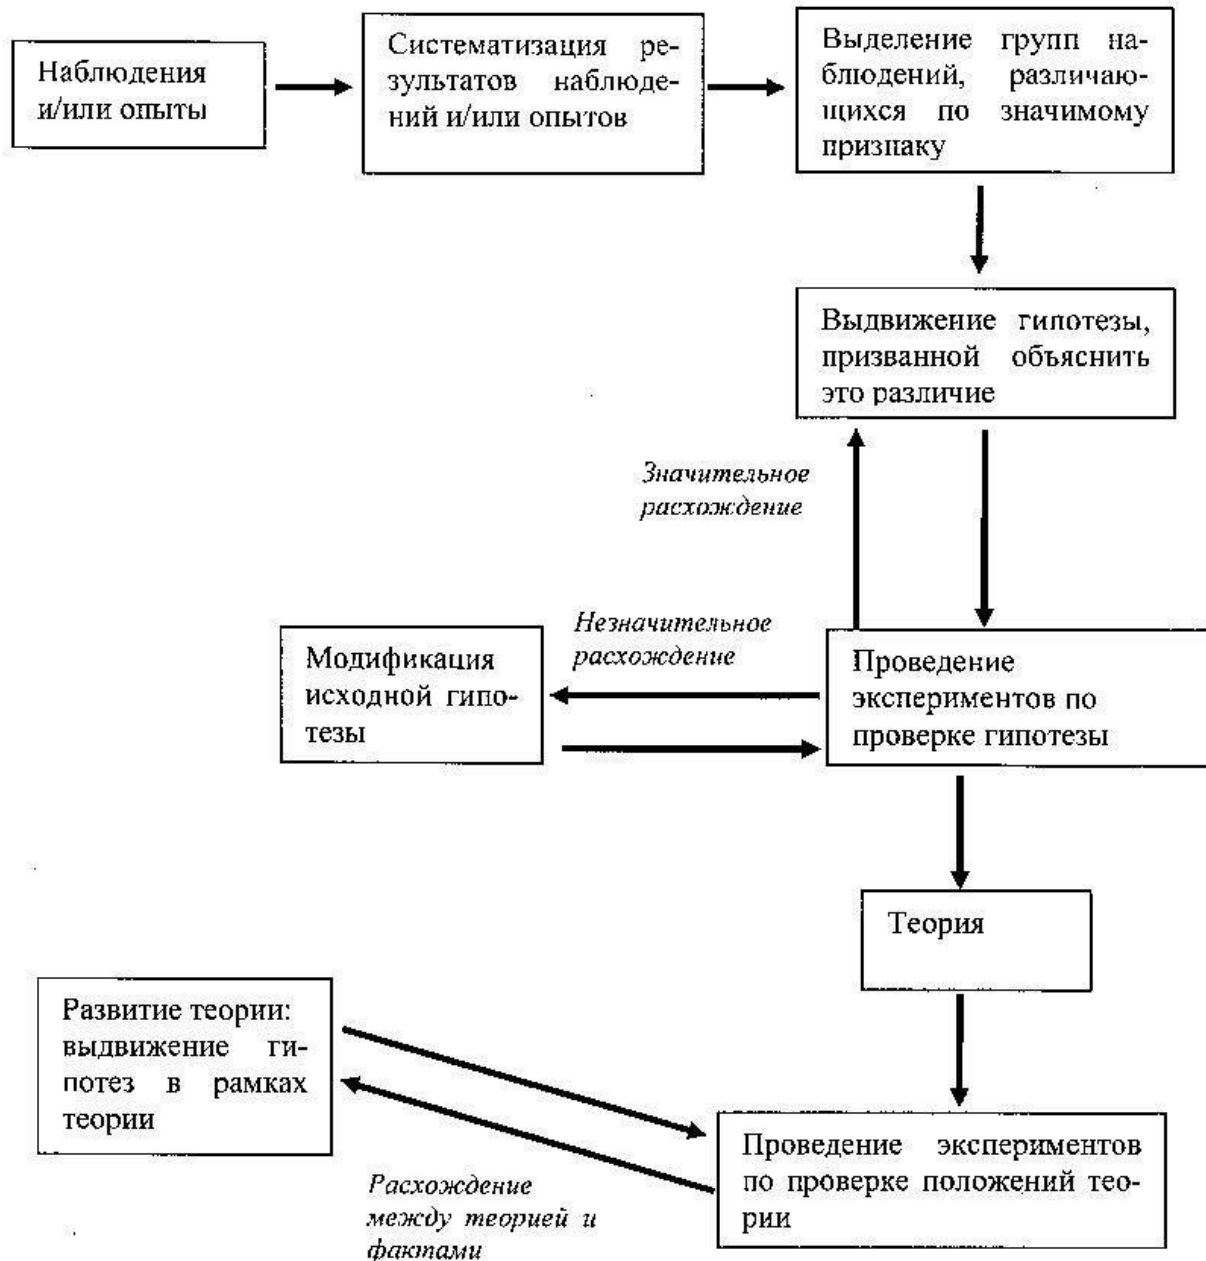 Наблюдения
и/или опыты
Систематизация ре-
зультатов наблюде-
ний и/или опытов
Выделение групп на-
блюдений, различаю-
щихся по значимому
признаку
Выдвижение гипотезы,
призванной объяснить
это различие
Значительное
расхождение
Незначительное
расхождение
Модификация
исходной гипо-
тезы
Проведение
экспериментов по
проверке гипотезы
Теория
Развитие теории:
выдвижение ги-
потез в рамках
теории
Проведение экспериментов
по проверке положений тео-
рии
Расхождение
между теорией и
фактами